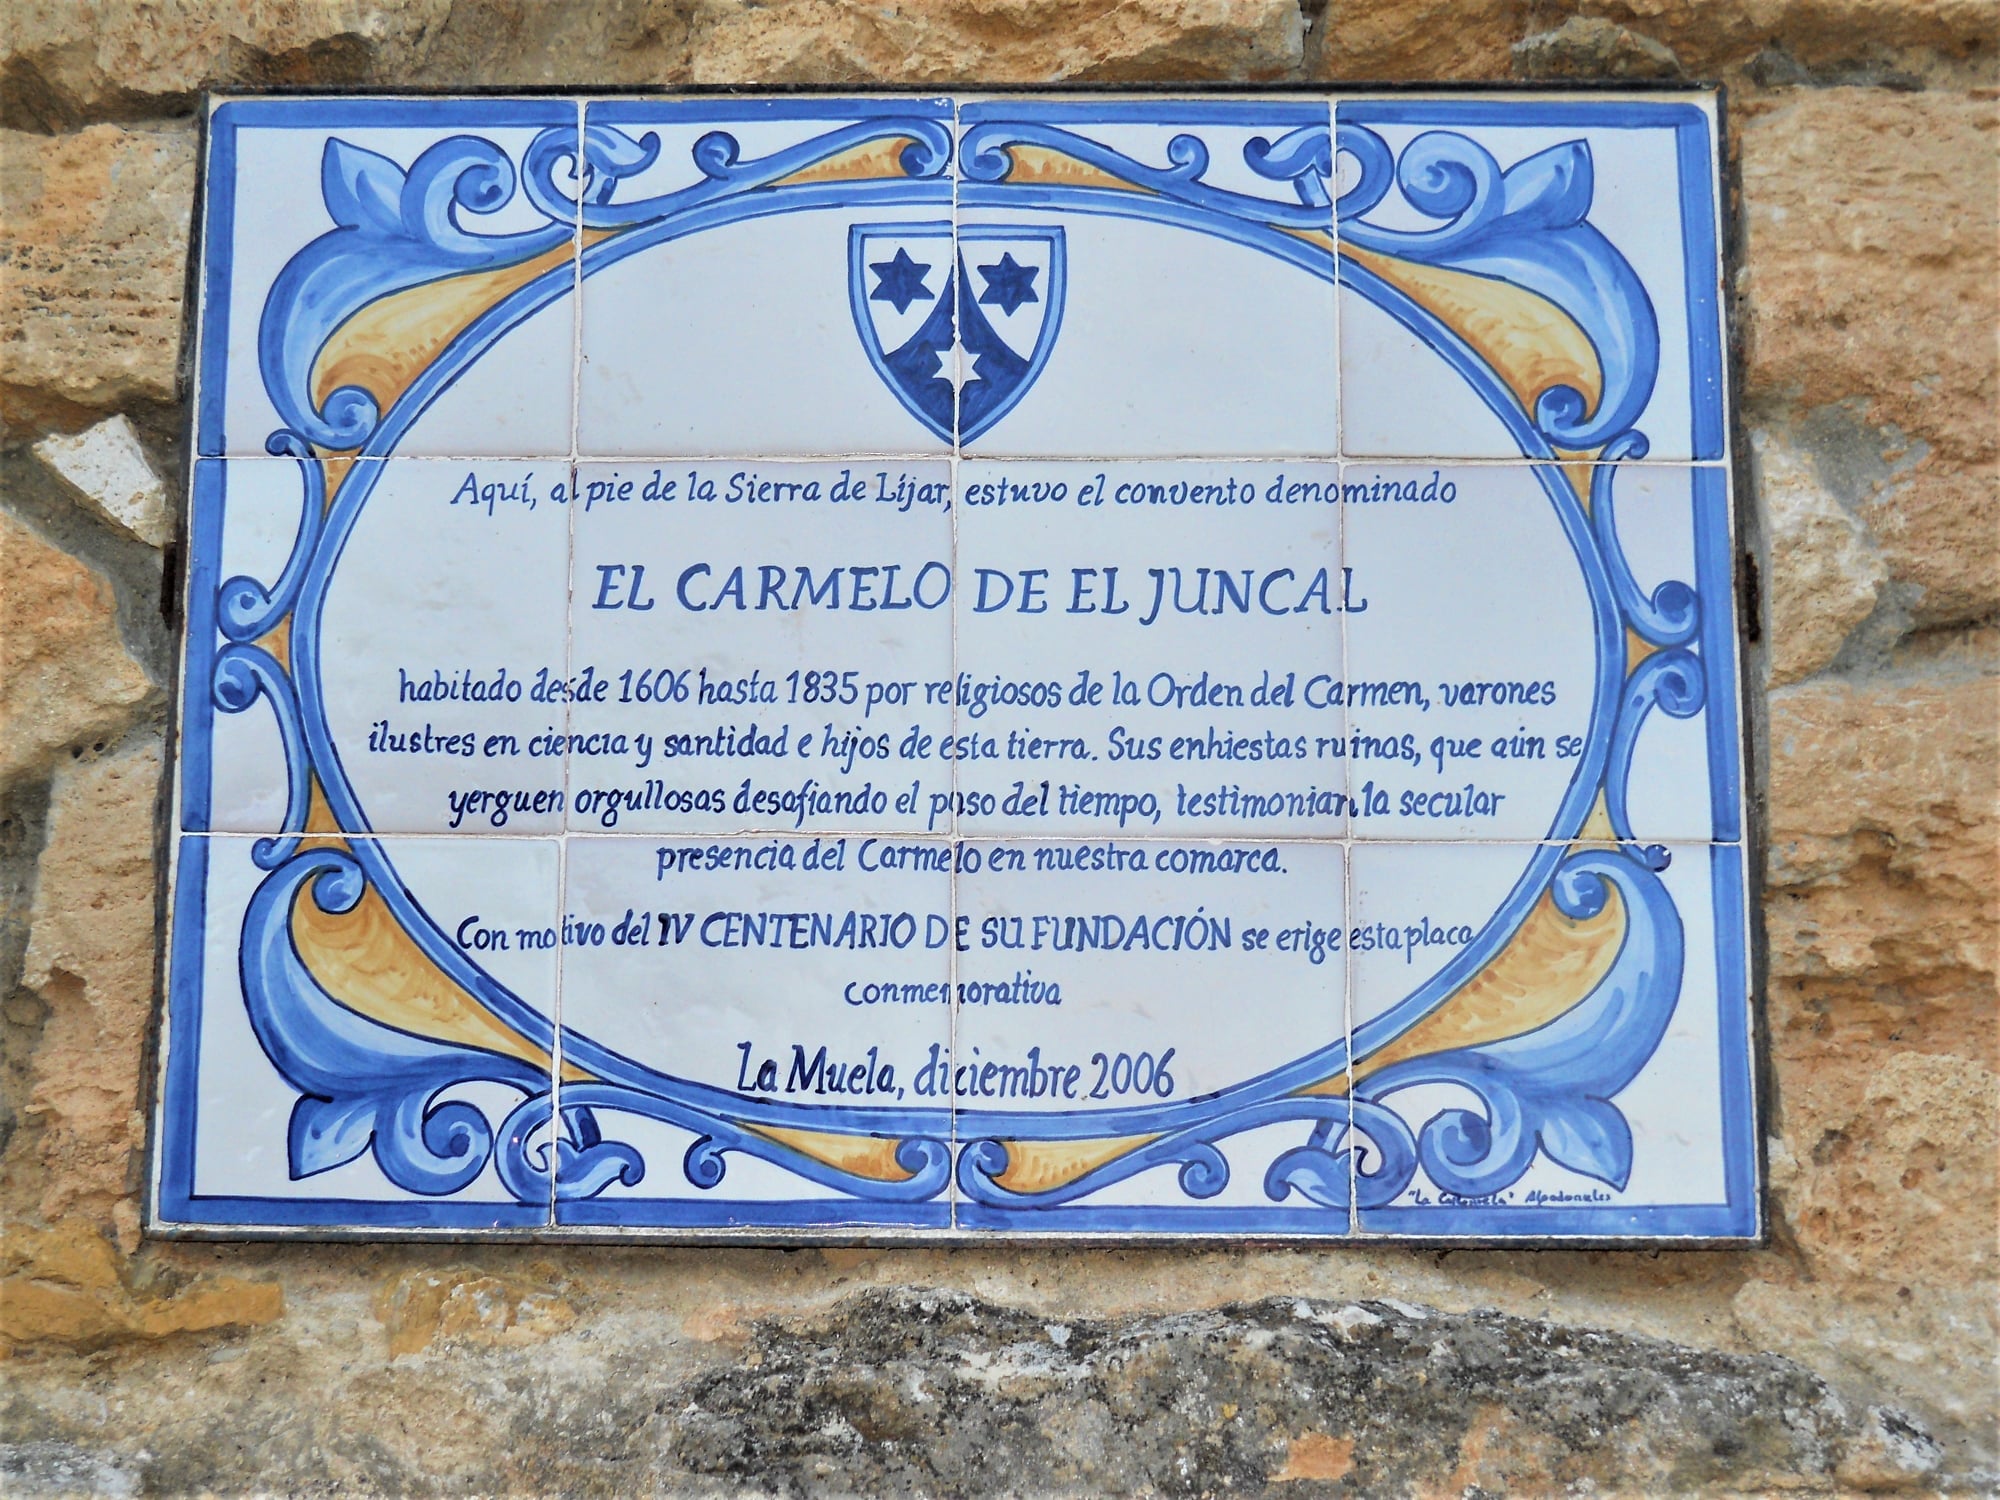 Aquí, al pie de la Sierra de Líjar, estuvo el convento denominado
EL CARMELO DE EL JUNCAL
habitado desde 1606 hasta 1835 por religiosos de la Orden del Carmen, varones
ilustres en ciencia y santidad e hijos de esta tierra. Sus enhiestas ruinas, que aún se
yerguen orgullosas desafiando el paso del tiempo, testimonian la secular
presencia del Carmelo en nuestra comarca.
Con motivo del IV CENTENARIO DE SU FUNDACIÓN se erige esta placa
conmemorativa
La Muela, diciembre 2006
"La